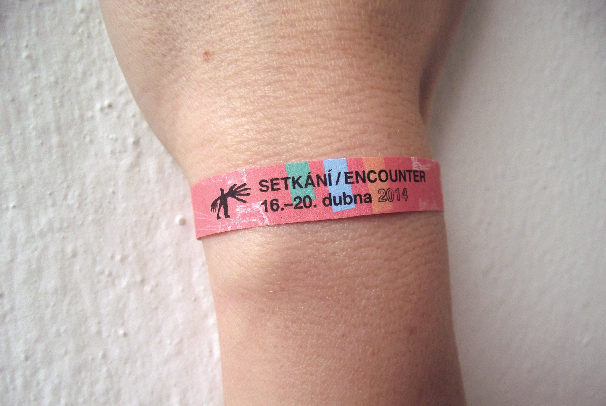 SETKÁNÍ/ENCOUNTER
16.–20. dubna 2014